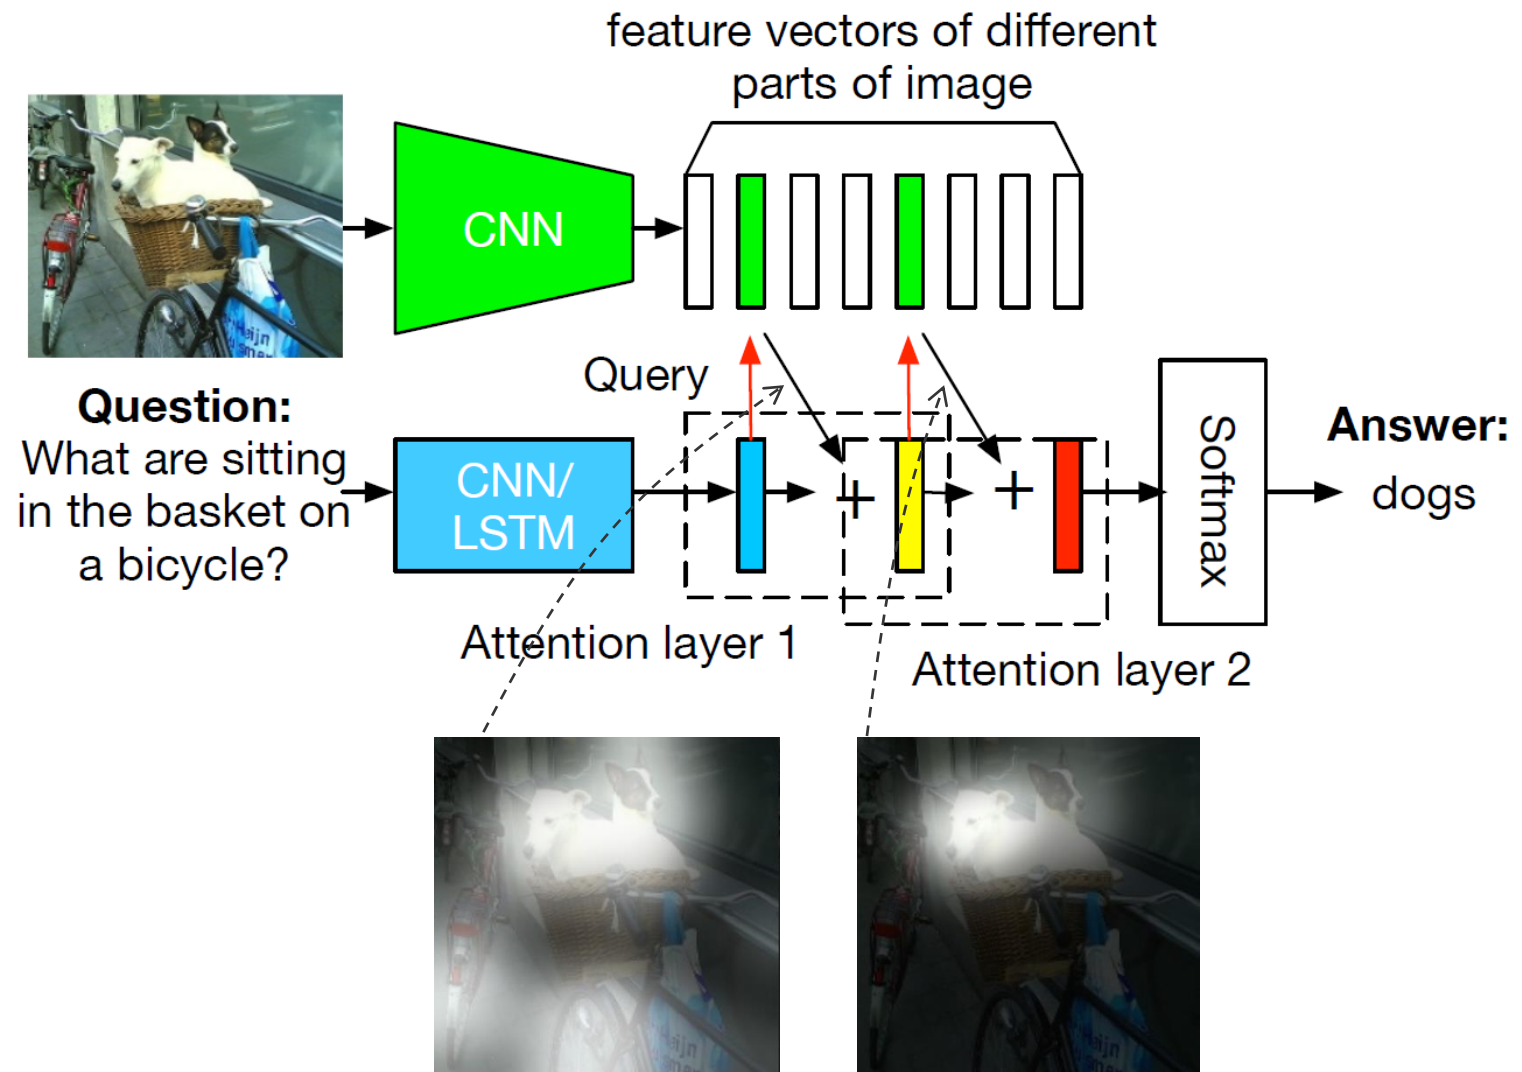 feature vectors of different
parts of image
CNN
Query
Question:
What are sitting
in the basket on
a bicycle?
CNN/
LSTM
+
+
Softmax
Answer:
dogs
Attention layer 1
Attention layer 2